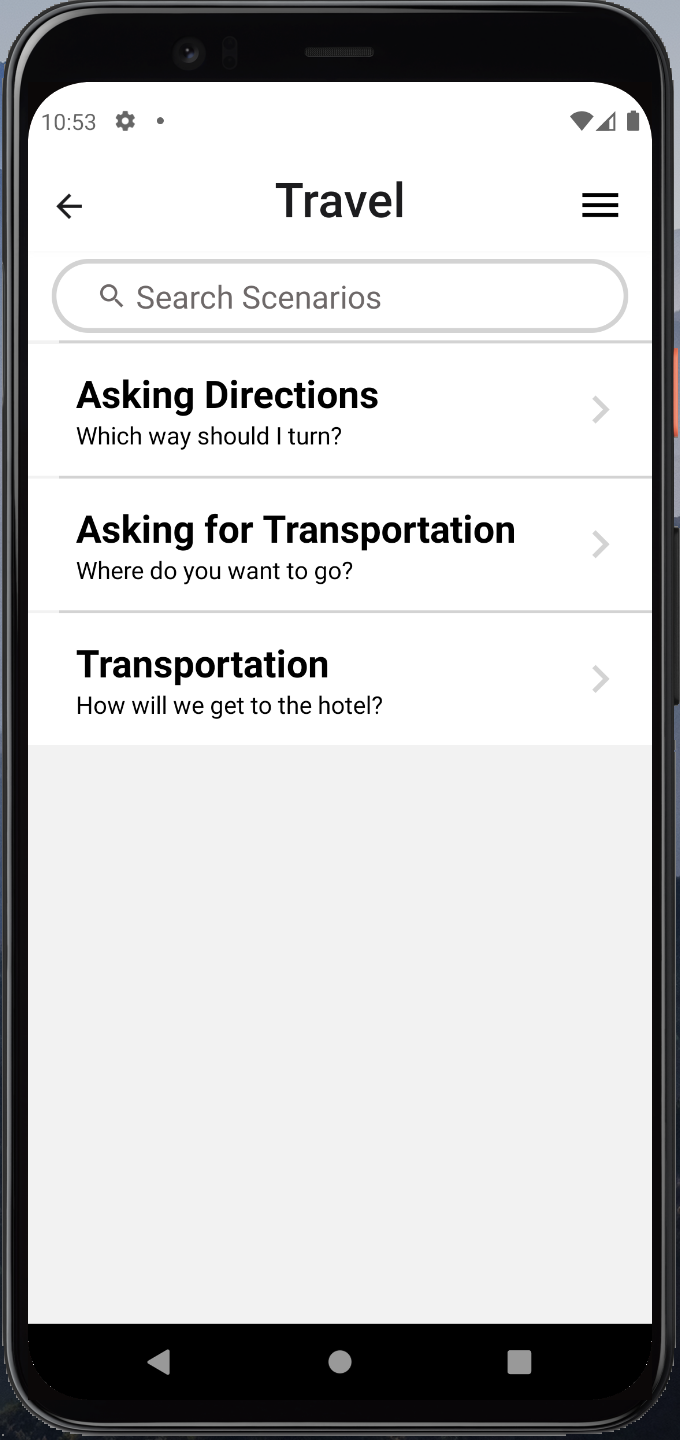 10:53
Travel
Search Scenarios
Asking Directions
Which way should I turn?
Asking for Transportation
Where do you want to go?
Transportation
How will we get to the hotel?